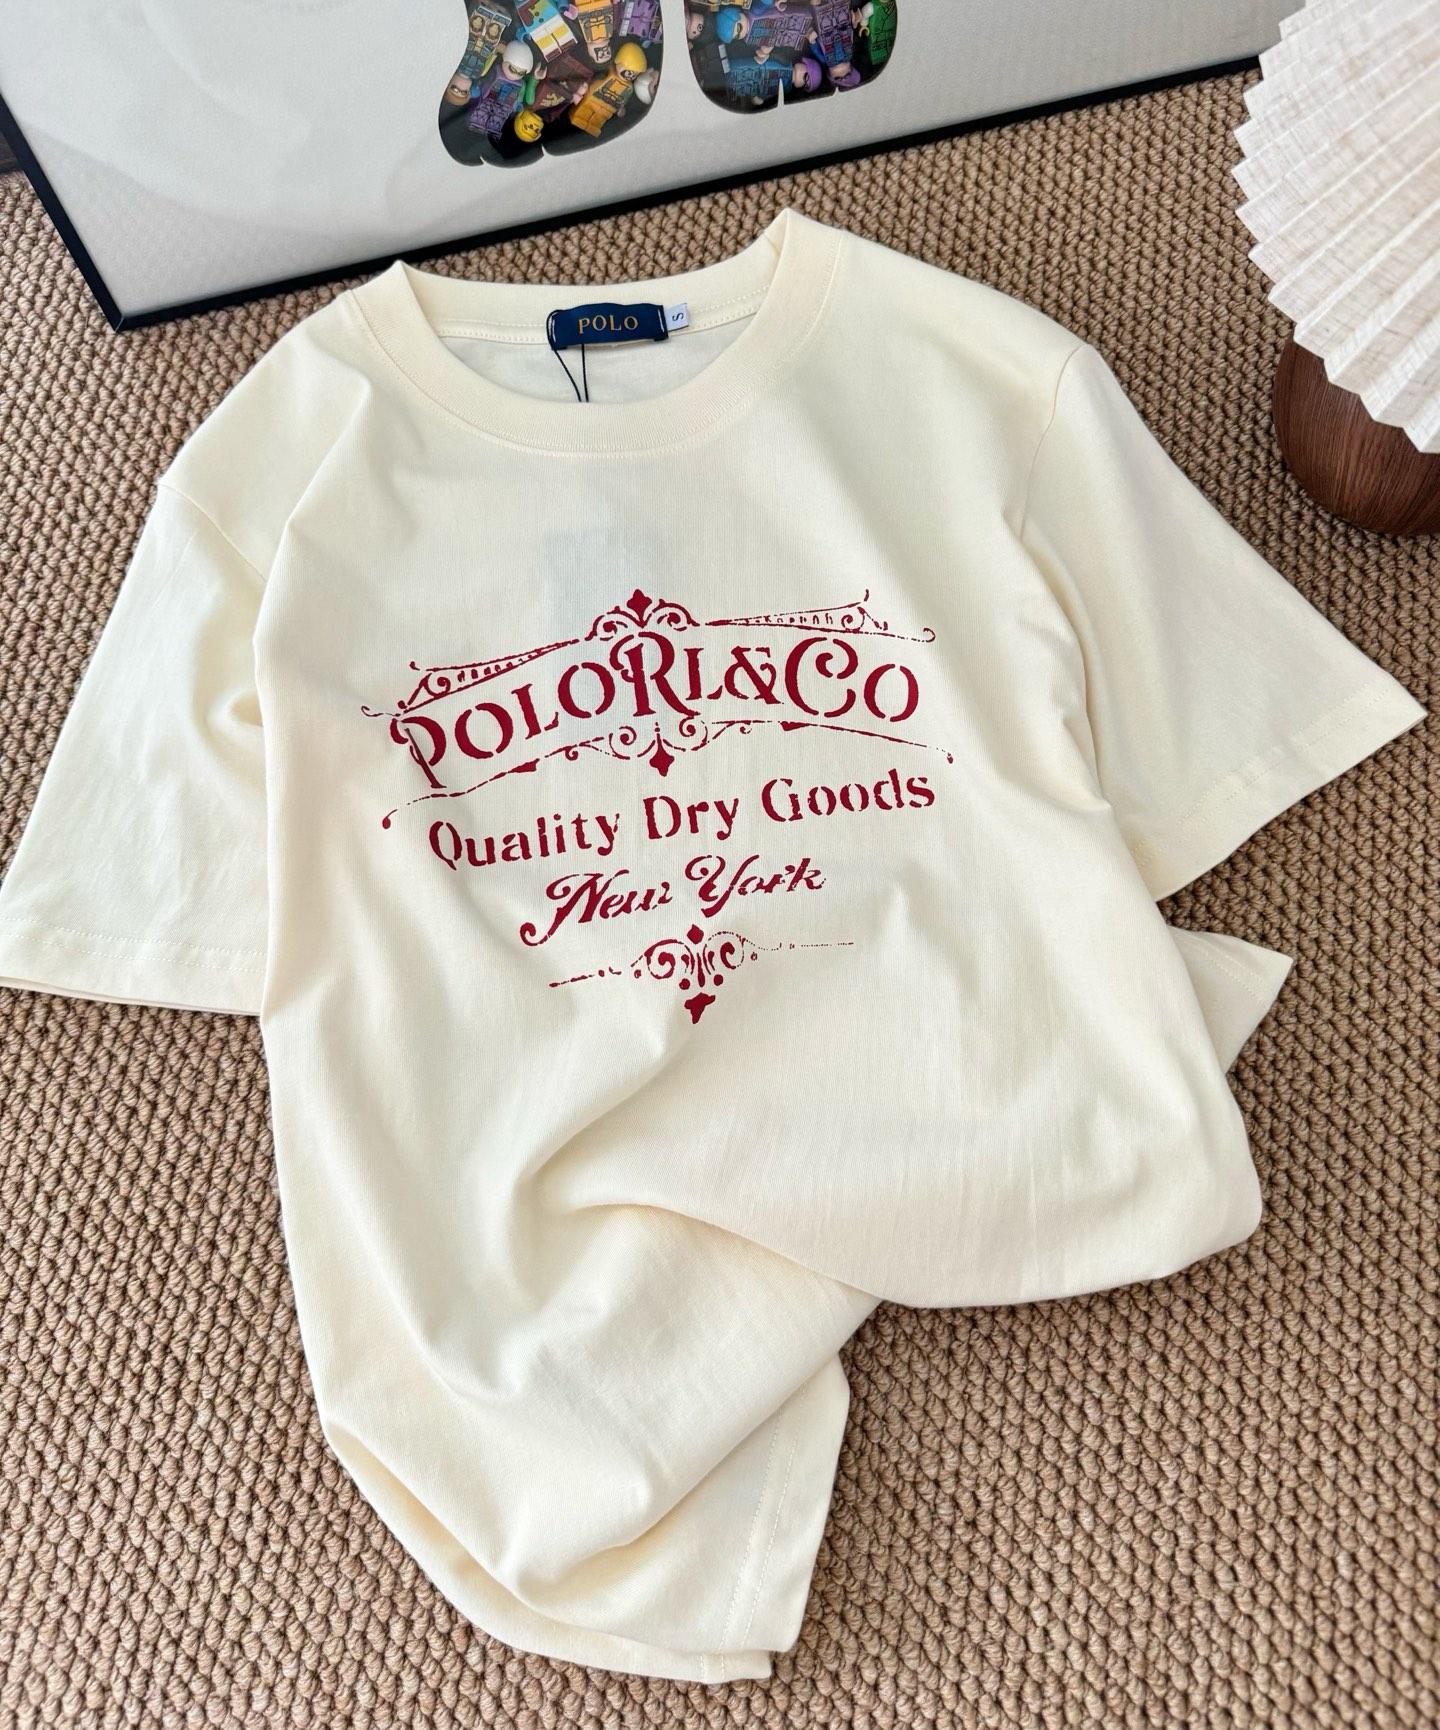 POLO
S
POLO RL & CO
Quality Dry Goods
New York